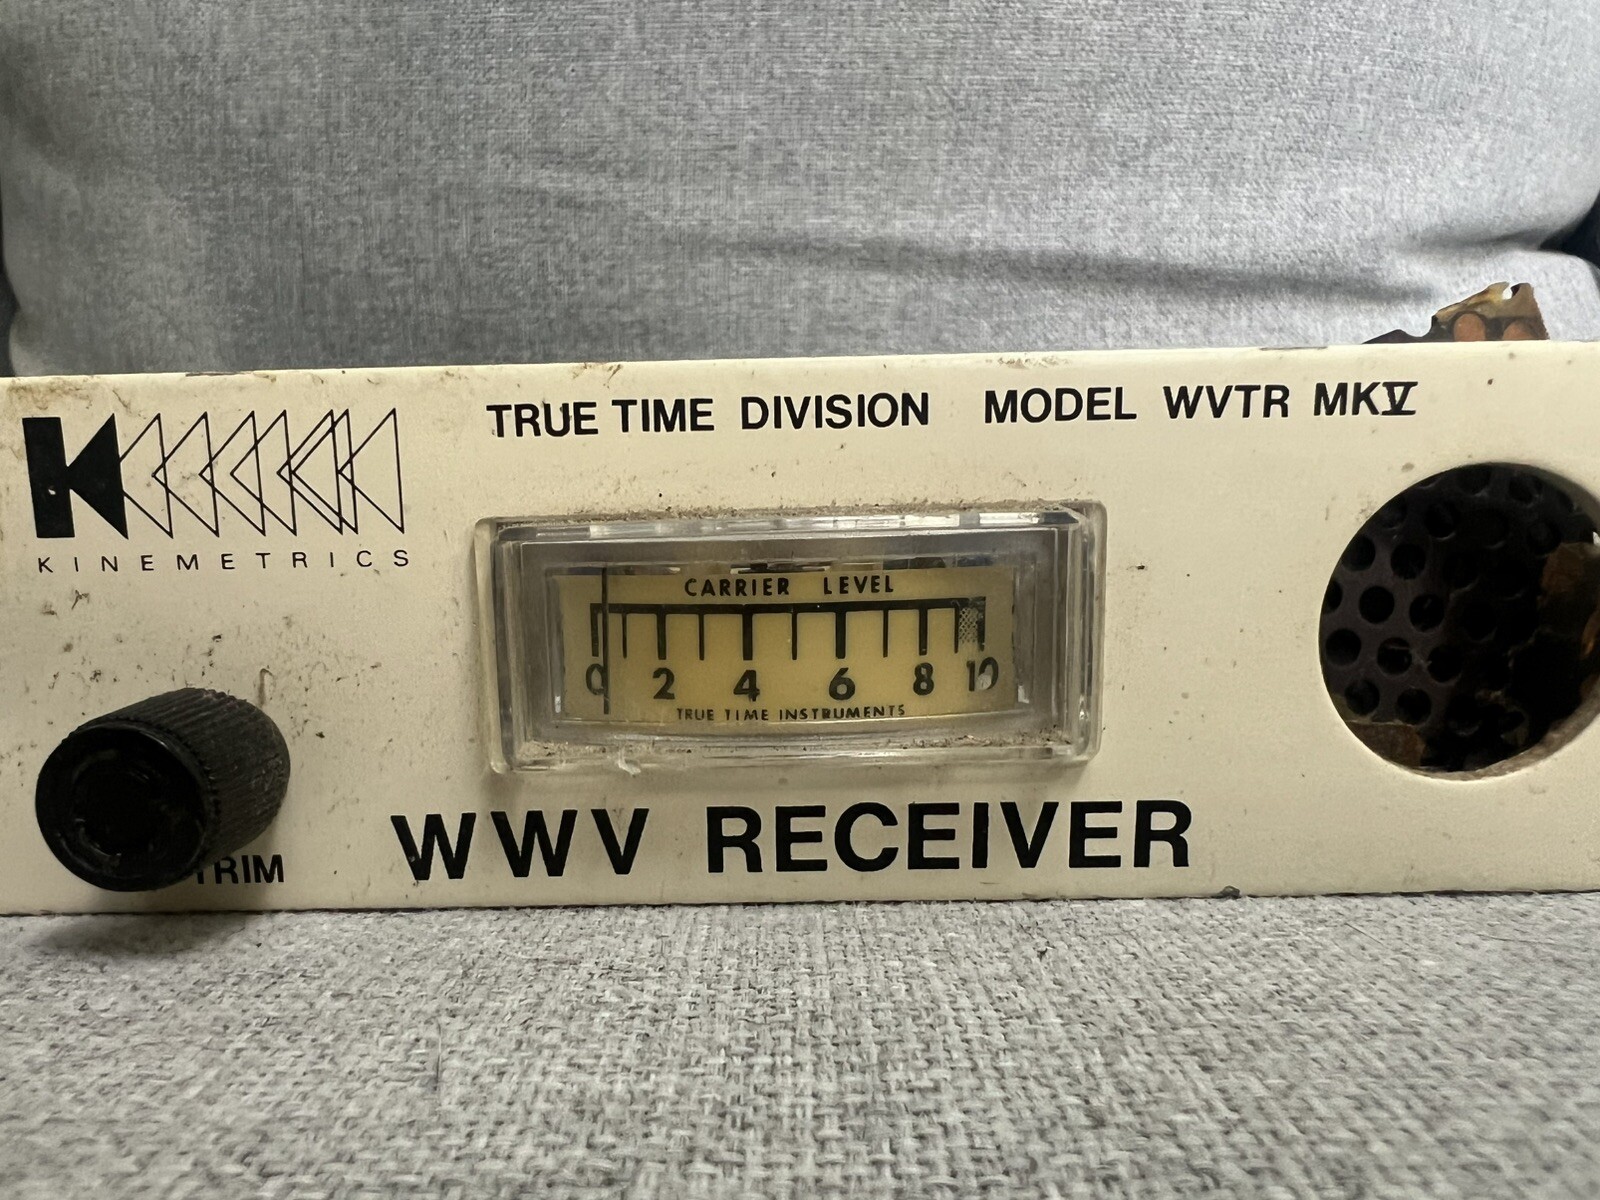 TRUE TIME DIVISION MODEL WVTR MKV
KINEMETRICS
CARRIER LEVEL
0 2 4 6 8 10
TRUE TIME INSTRUMENTS
TRIM
WWV RECEIVER